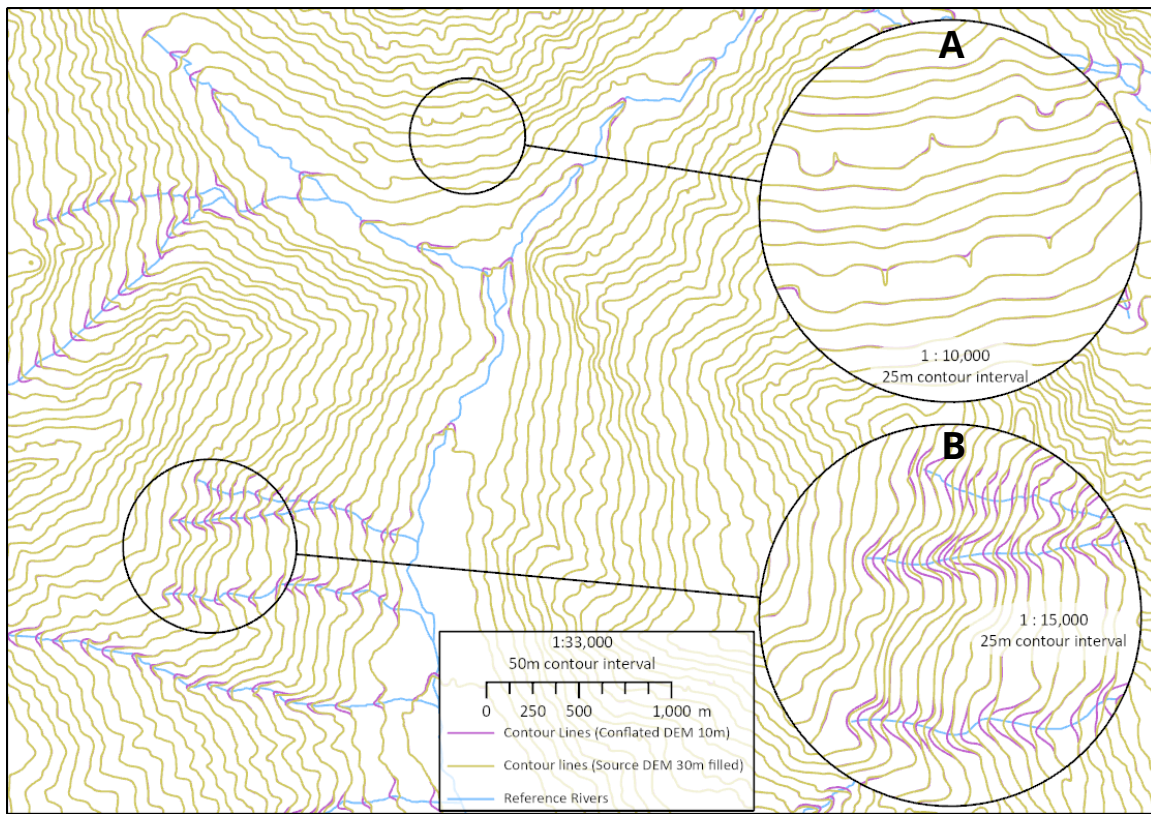 A
1 : 10,000
25m contour interval
B
1 : 15,000
25m contour interval
1:33,000
50m contour interval
0 250 500 1,000 m
Contour Lines (Conflated DEM 10m)
Contour lines (Source DEM 30m filled)
Reference Rivers